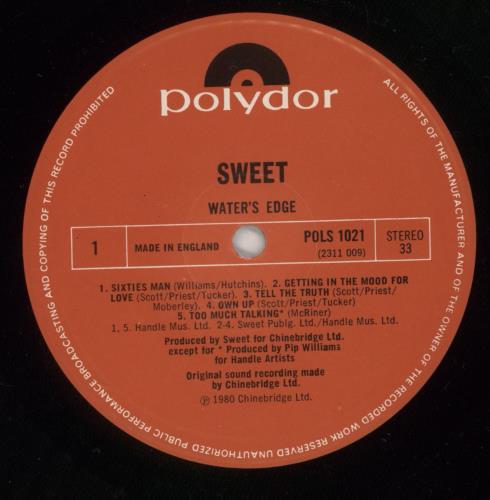 polydor
SWEET
WATER'S EDGE
1
MADE IN ENGLAND
POLS 1021
(2311 009)
STEREO
33
1. SIXTIES MAN (Williams/Hutchins). 2. GETTING IN THE MOOD FOR
LOVE (Scott/Priest/Tucker). 3. TELL THE TRUTH (Scott/Priest/
Moberley). 4. OWN UP (Scott/Priest/Tucker)
5. TOO MUCH TALKING* (McRiner)
1, 5. Handle Mus. Ltd. 2-4. Sweet Publg. Ltd./Handle Mus. Ltd.
Produced by Sweet for Chinebridge Ltd.
except for * Produced by Pip Williams
for Handle Artists
Original sound recording made
by Chinebridge Ltd.
℗ 1980 Chinebridge Ltd.
ALL RIGHTS OF THE MANUFACTURER AND OF THE OWNER OF THE RECORDED WORK RESERVED UNAUTHORIZED PUBLIC PERFORMANCE BROADCASTING AND COPYING OF THIS RECORD PROHIBITED